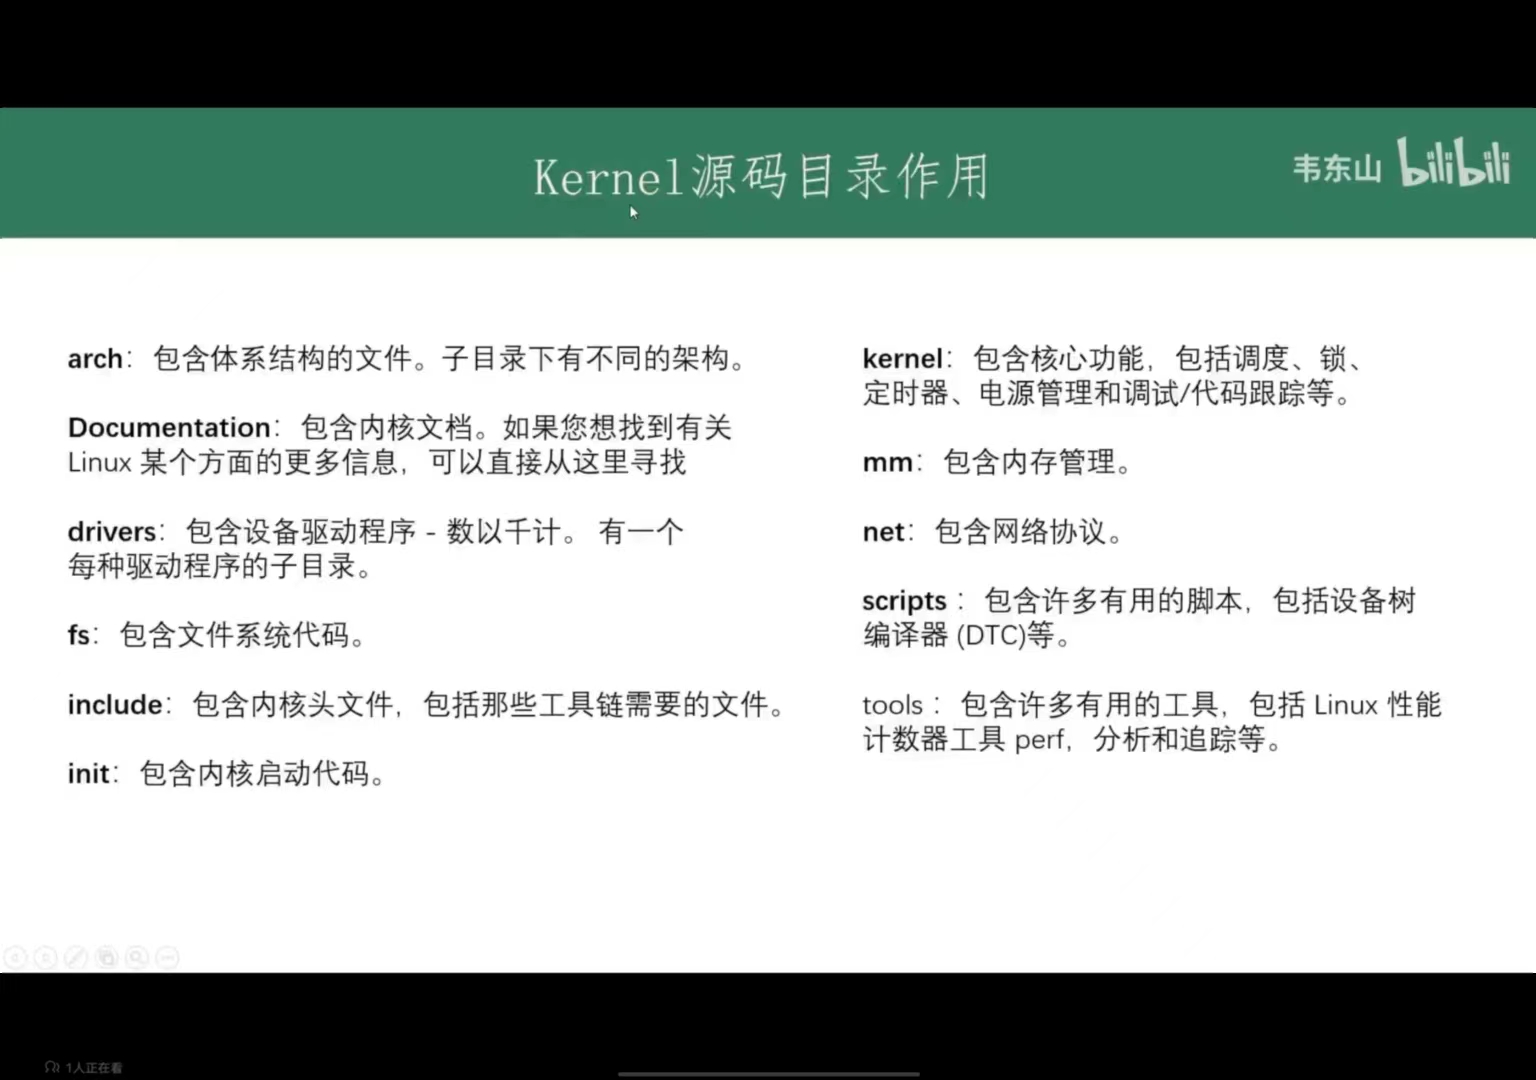 Kernel源码目录作用
韦东山 bilibili
arch：包含体系结构的文件。子目录下有不同的架构。
Documentation：包含内核文档。如果您想找到有关
Linux 某个方面的更多信息，可以直接从这里寻找
drivers：包含设备驱动程序 - 数以千计。 有一个
每种驱动程序的子目录。
fs：包含文件系统代码。
include：包含内核头文件，包括那些工具链需要的文件。
init：包含内核启动代码。
kernel：包含核心功能，包括调度、锁、
定时器、电源管理和调试/代码跟踪等。
mm：包含内存管理。
net：包含网络协议。
scripts ：包含许多有用的脚本，包括设备树
编译器 (DTC)等。
tools ：包含许多有用的工具，包括 Linux 性能
计数器工具 perf，分析和追踪等。
1人正在看